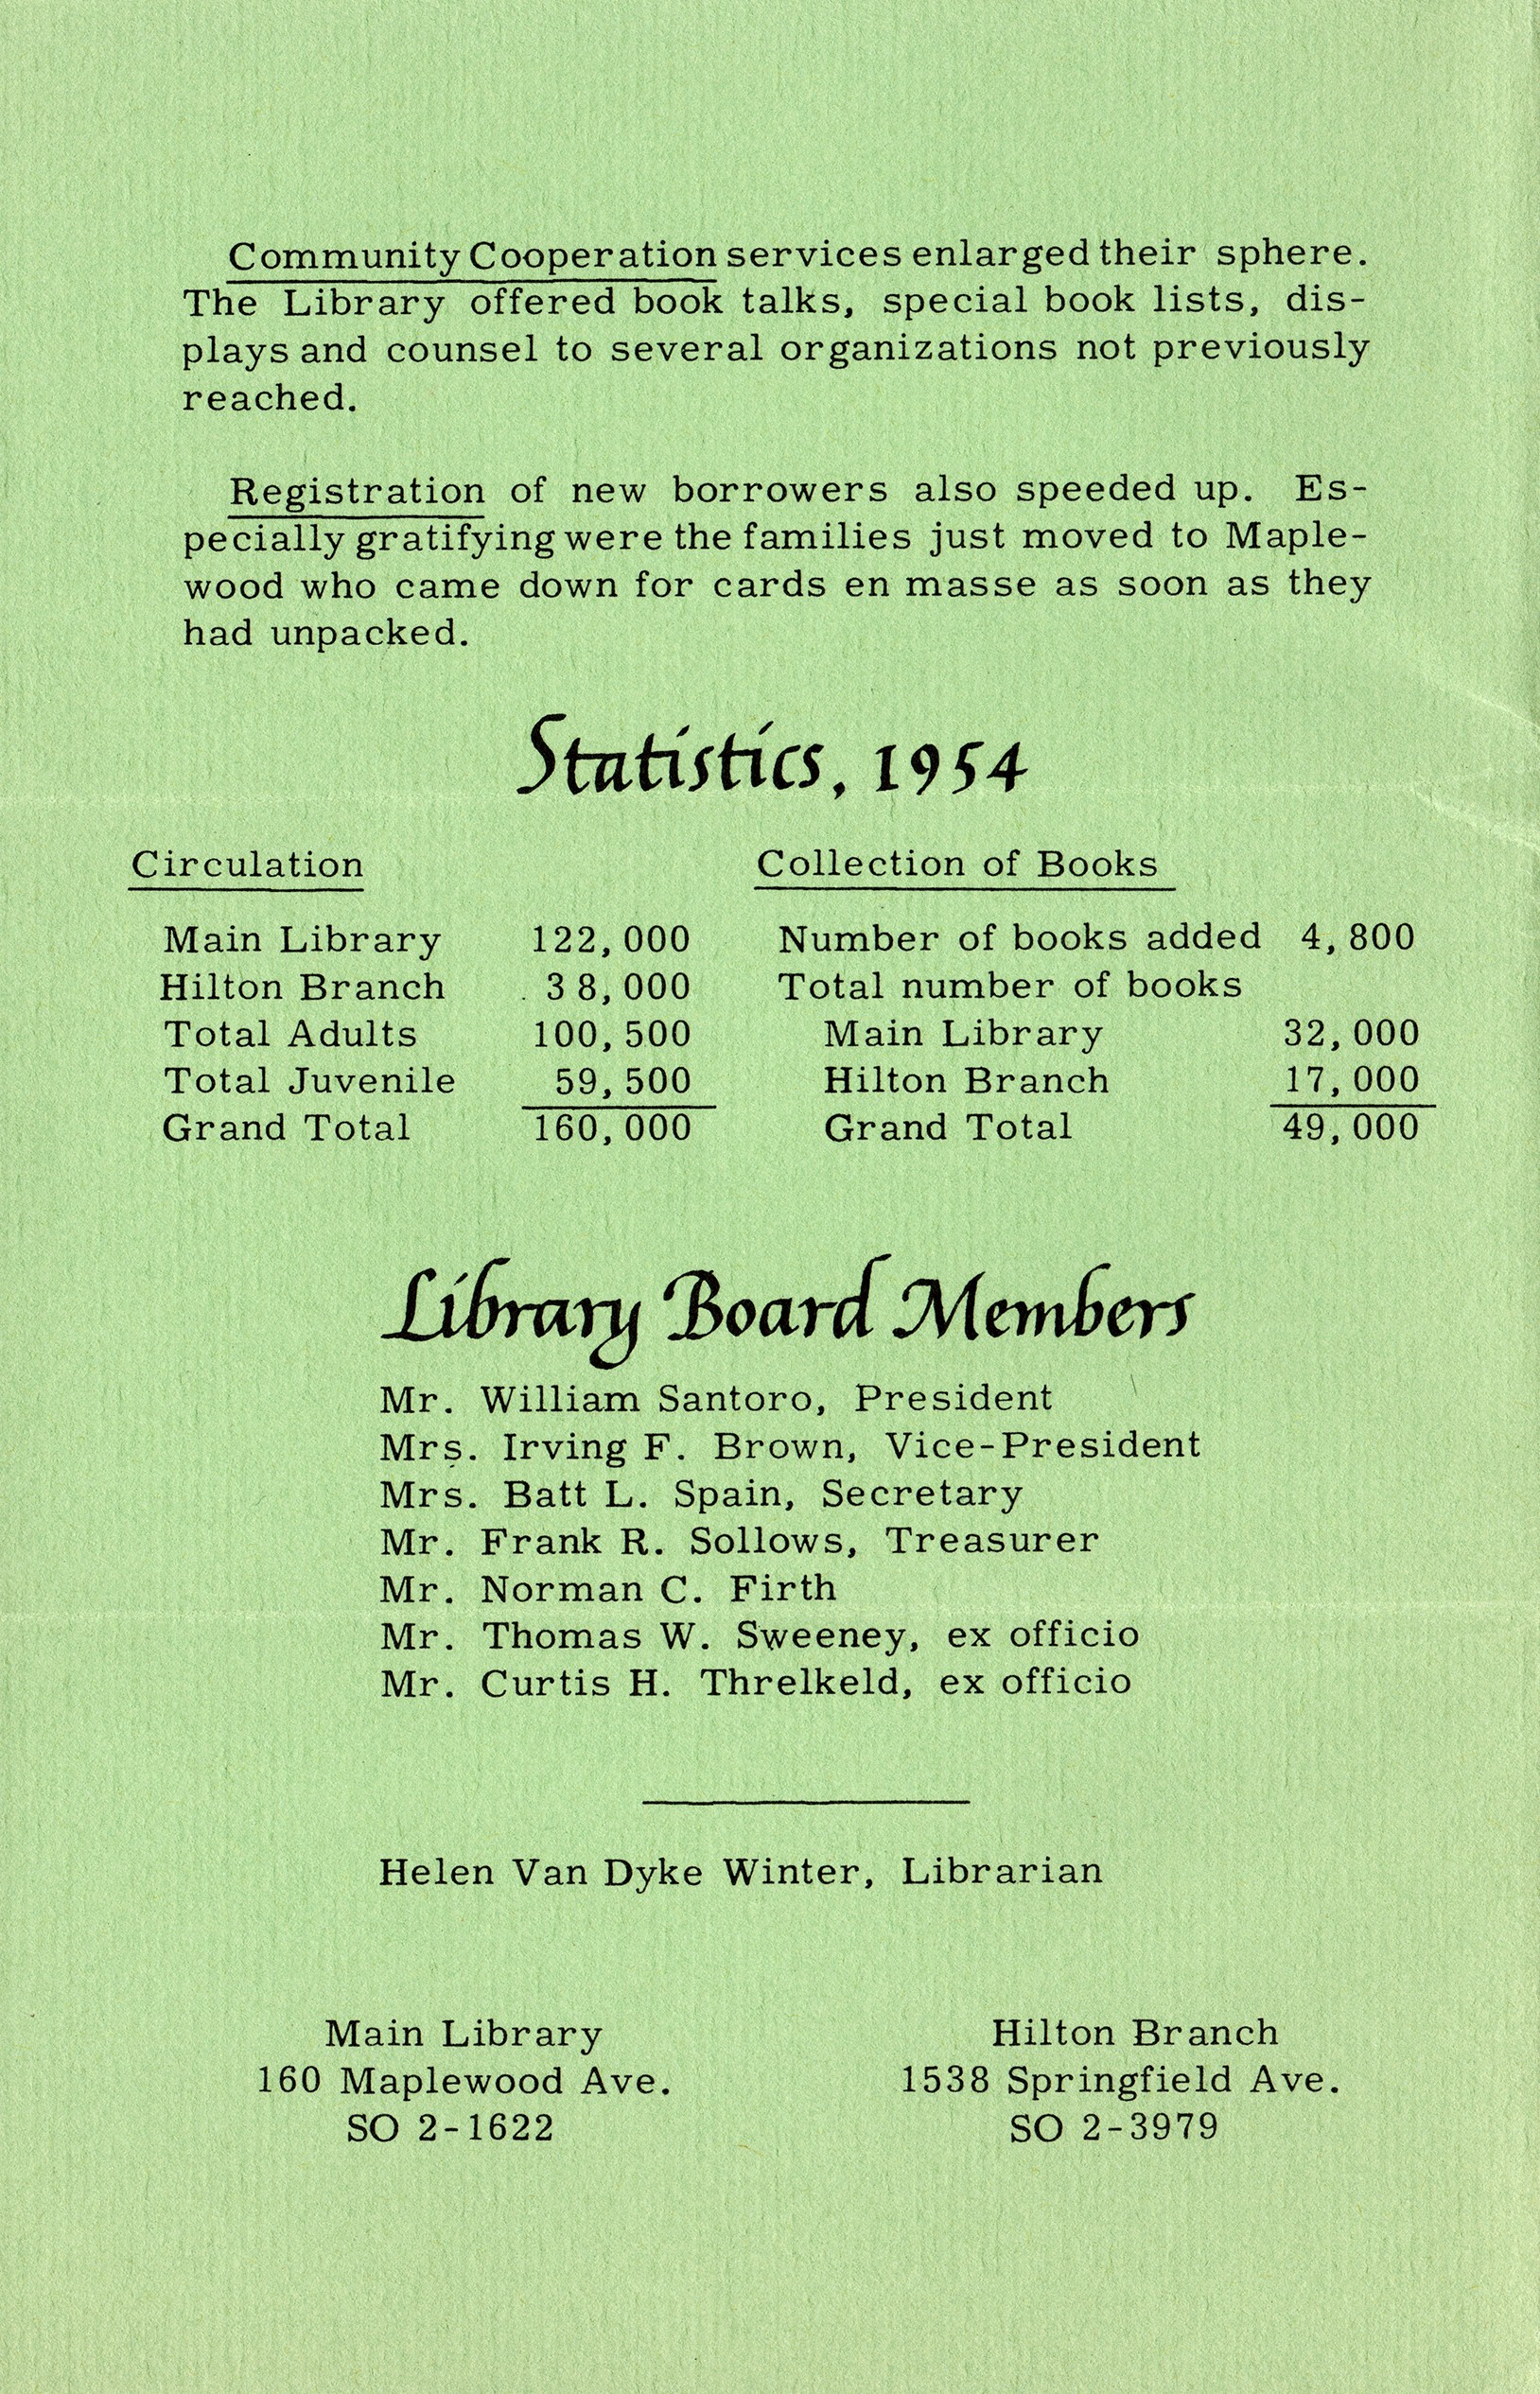 Community Cooperation services enlarged their sphere.
The Library offered book talks, special book lists, dis-
plays and counsel to several organizations not previously
reached.
Registration of new borrowers also speeded up. Es-
pecially gratifying were the families just moved to Maple-
wood who came down for cards en masse as soon as they
had unpacked.
Statistics, 1954
Circulation
Main Library 122,000
Hilton Branch 38,000
Total Adults 100,500
Total Juvenile 59,500
Grand Total 160,000
Collection of Books
Number of books added 4,800
Total number of books
Main Library 32,000
Hilton Branch 17,000
Grand Total 49,000
Library Board Members
Mr. William Santoro, President
Mrs. Irving F. Brown, Vice-President
Mrs. Batt L. Spain, Secretary
Mr. Frank R. Sollows, Treasurer
Mr. Norman C. Firth
Mr. Thomas W. Sweeney, ex officio
Mr. Curtis H. Threlkeld, ex officio
Helen Van Dyke Winter, Librarian
Main Library
160 Maplewood Ave.
SO 2-1622
Hilton Branch
1538 Springfield Ave.
SO 2-3979